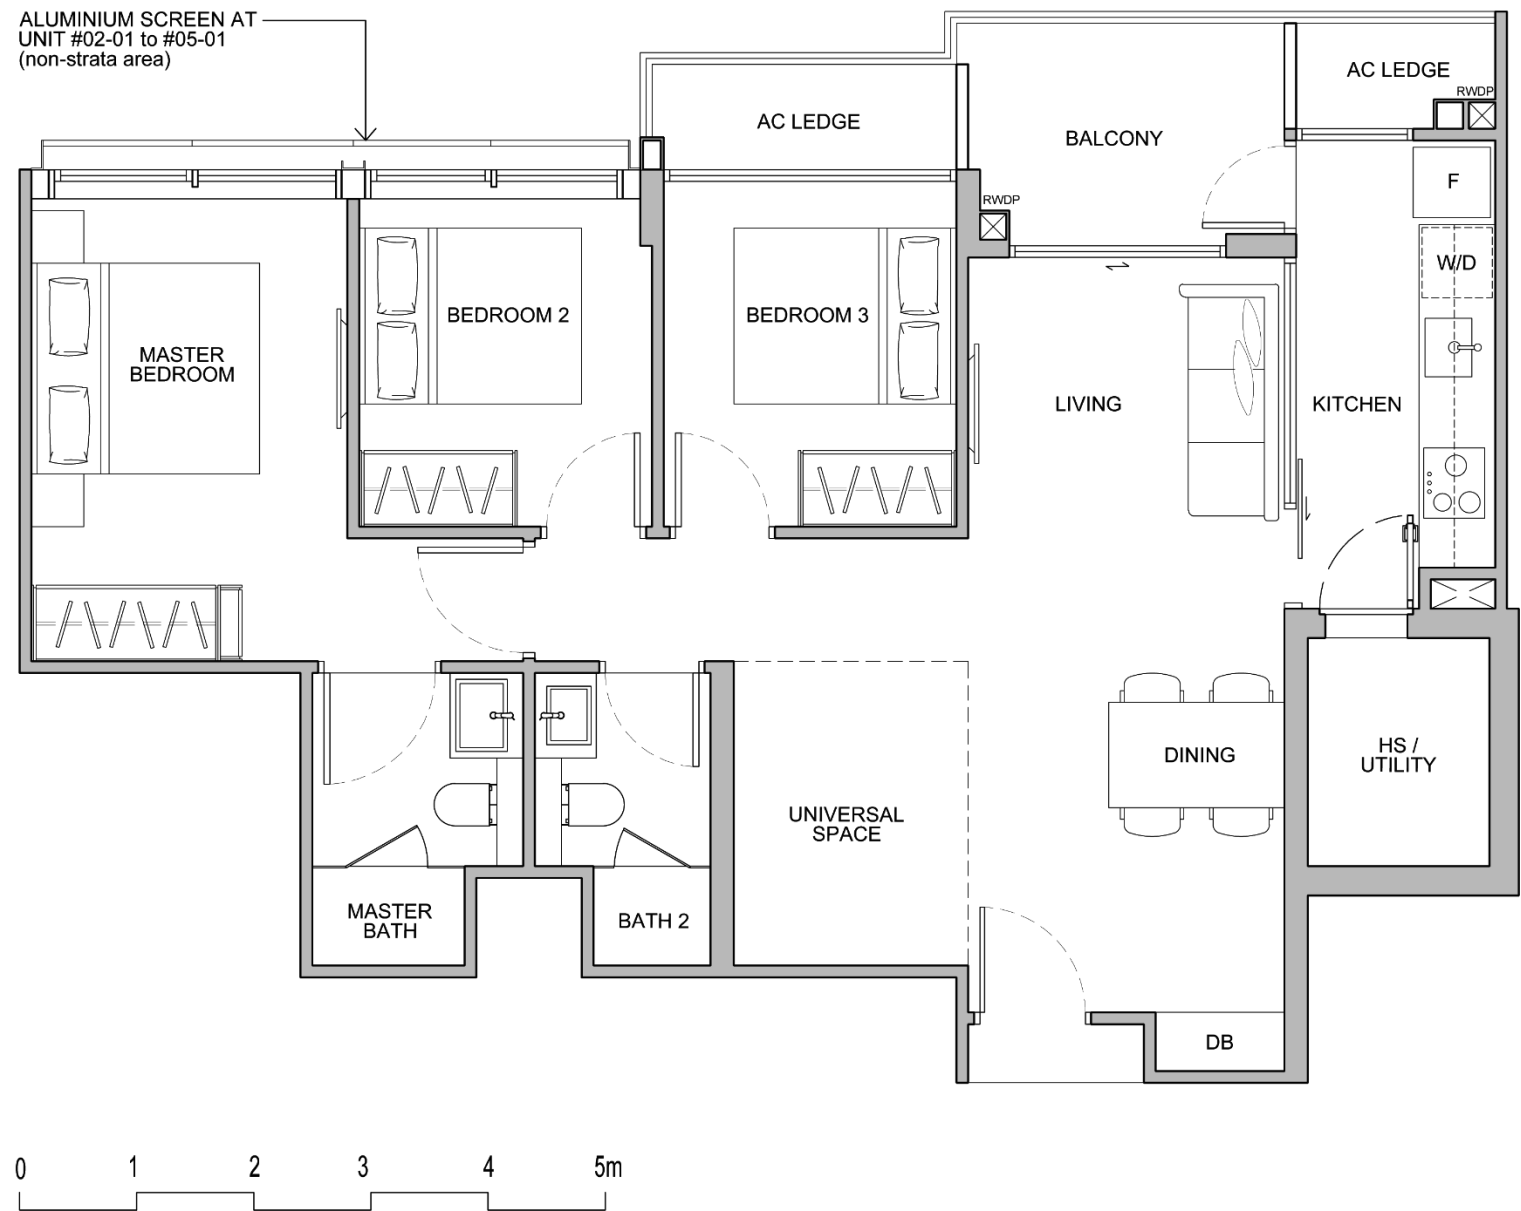 ALUMINIUM SCREEN AT
UNIT #02-01 to #05-01
(non-strata area)
AC LEDGE
RWDP
AC LEDGE
BALCONY
F
RWDP
W/D
BEDROOM 2
BEDROOM 3
MASTER
BEDROOM
LIVING
KITCHEN
DINING
HS /
UTILITY
UNIVERSAL
SPACE
MASTER
BATH
BATH 2
DB
0 1 2 3 4 5m